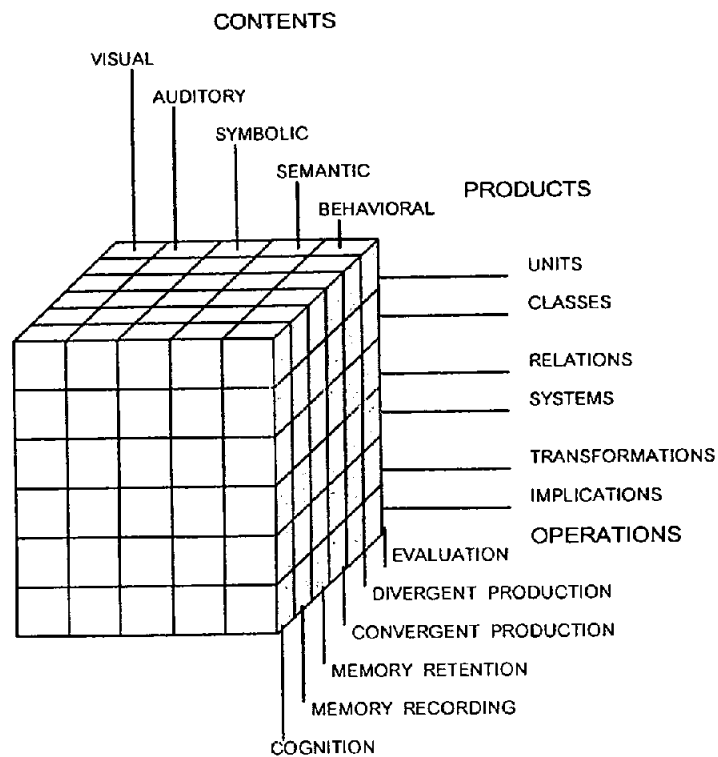 CONTENTS
VISUAL
AUDITORY
SYMBOLIC
SEMANTIC
BEHAVIORAL
PRODUCTS
UNITS
CLASSES
RELATIONS
SYSTEMS
TRANSFORMATIONS
IMPLICATIONS
OPERATIONS
EVALUATION
DIVERGENT PRODUCTION
CONVERGENT PRODUCTION
MEMORY RETENTION
MEMORY RECORDING
COGNITION